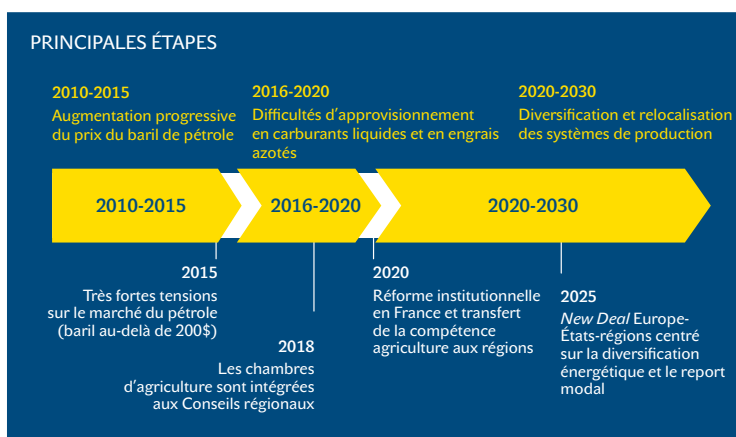 PRINCIPALES ÉTAPES
2010-2015
Augmentation progressive
du prix du baril de pétrole
2016-2020
Difficultés d'approvisionnement
en carburants liquides et en engrais
azotés
2020-2030
Diversification et relocalisation
des systèmes de production
2010-2015
2016-2020
2020-2030
2015
Très fortes tensions
sur le marché du pétrole
(baril au-delà de 200$)
2018
Les chambres
d'agriculture sont intégrées
aux Conseils régionaux
2020
Réforme institutionnelle
en France et transfert
de la compétence
agriculture aux régions
2025
New Deal Europe-
États-régions centré
sur la diversification
énergétique et le report
modal